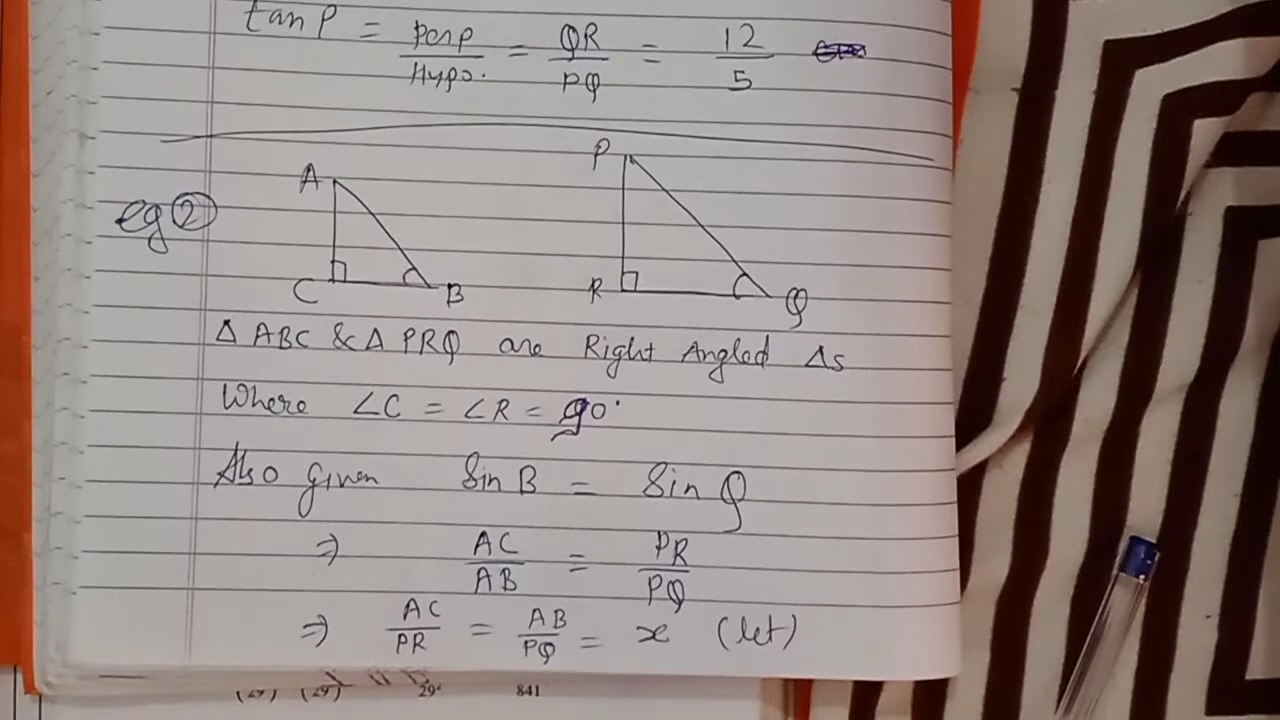 tan P = perp/Hypo. = QR/PQ = 12/5
A P
eg ②
C B R Q
Δ ABC & Δ PRQ are Right Angled Δs
Where ∠C = ∠R = 90°
Also given Sin B = Sin Q
⇒ AC/AB = PR/PQ
⇒ AC/PR = AB/PQ = x (let)
841